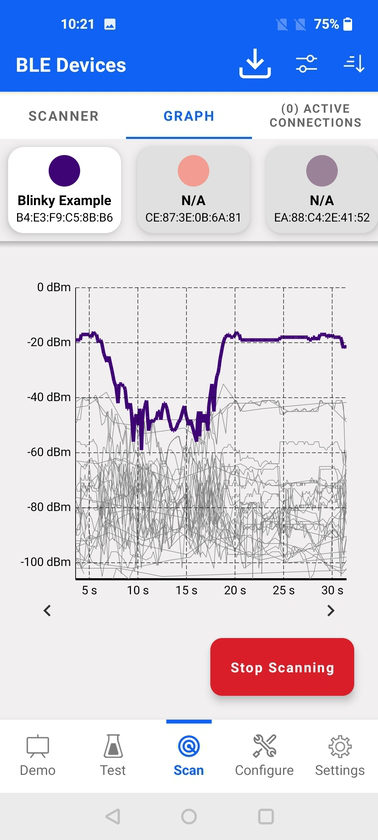 10:21 75%
BLE Devices
SCANNER GRAPH (0) ACTIVE CONNECTIONS
Blinky Example N/A N/A
B4:E3:F9:C5:8B:B6 CE:87:3E:0B:6A:81 EA:88:C4:2E:41:52
0 dBm
-20 dBm
-40 dBm
-60 dBm
-80 dBm
-100 dBm
5 s 10 s 15 s 20 s 25 s 30 s
Stop Scanning
Demo Test Scan Configure Settings